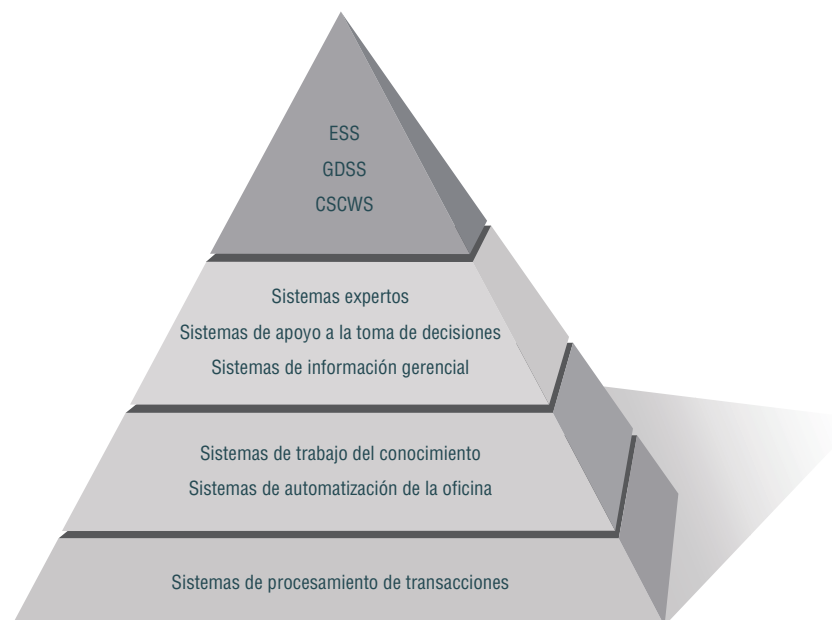 ESS
GDSS
CSCWS
Sistemas expertos
Sistemas de apoyo a la toma de decisiones
Sistemas de información gerencial
Sistemas de trabajo del conocimiento
Sistemas de automatización de la oficina
Sistemas de procesamiento de transacciones